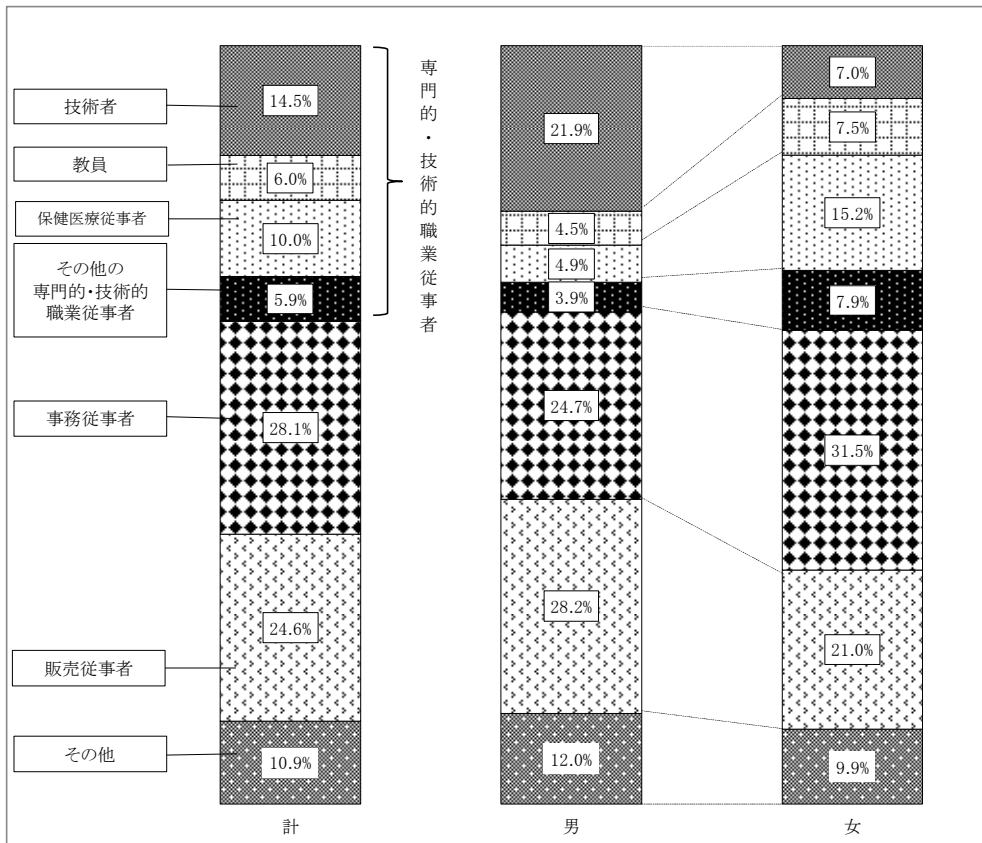 技術者
教員
保健医療従事者
その他の
専門的・技術的
職業従事者
事務従事者
販売従事者
その他
14.5%
6.0%
10.0%
5.9%
28.1%
24.6%
10.9%
計
専門的・技術的職業従事者
21.9%
4.5%
4.9%
3.9%
24.7%
28.2%
12.0%
男
7.0%
7.5%
15.2%
7.9%
31.5%
21.0%
9.9%
女